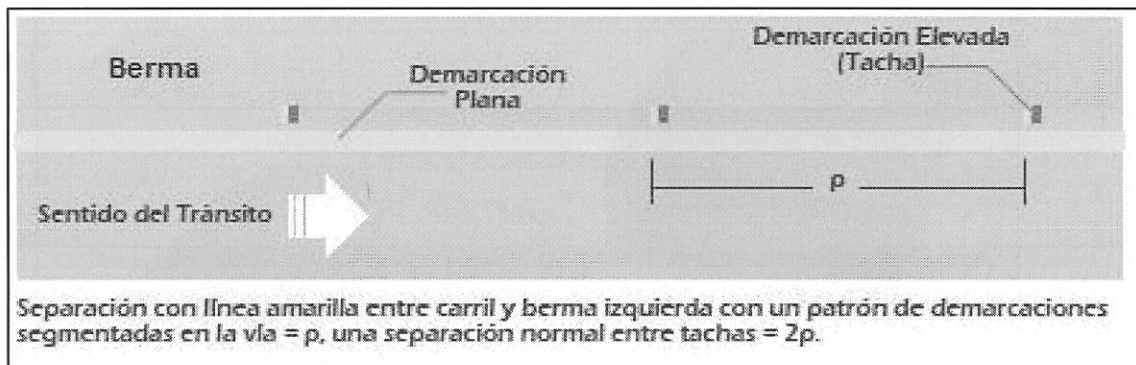 Demarcación Elevada
(Tacha)
Berma
Demarcación
Plana
ρ
Sentido del Tránsito
Separación con línea amarilla entre carril y berma izquierda con un patrón de demarcaciones
segmentadas en la vía = ρ, una separación normal entre tachas = 2ρ.